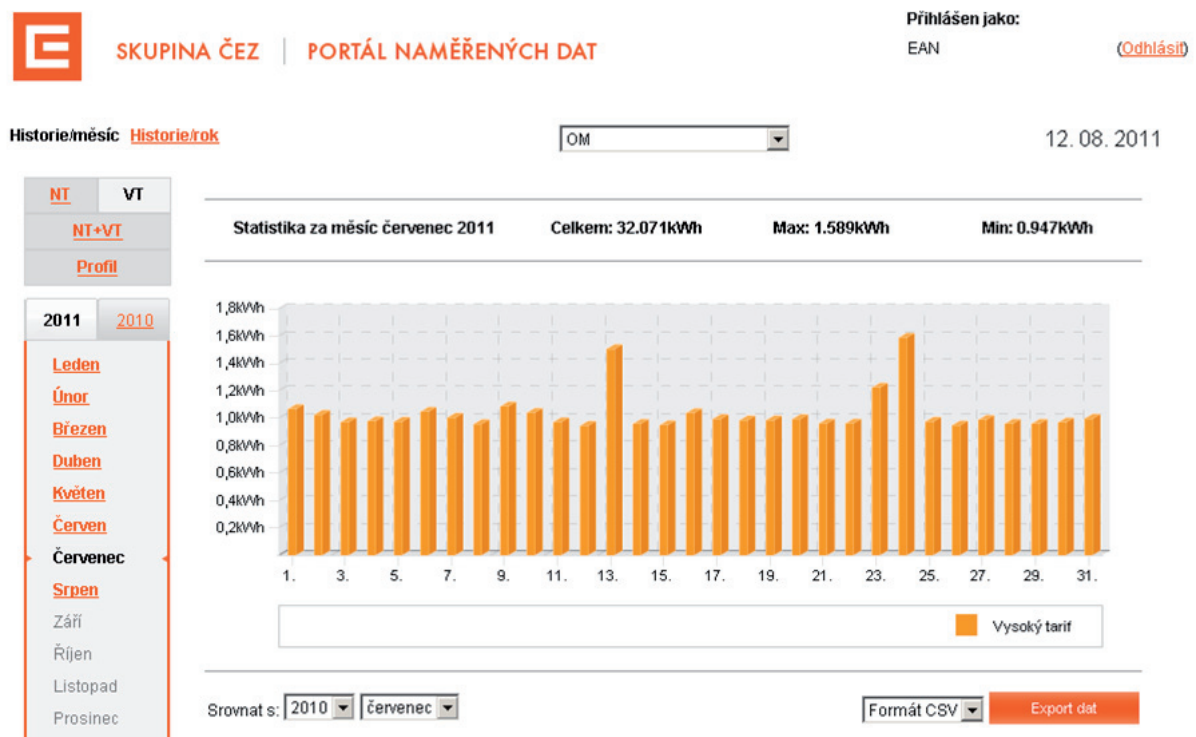 Přihlášen jako:
SKUPINA ČEZ | PORTÁL NAMĚŘENÝCH DAT
EAN (Odhlásit)
Historie/měsíc Historie/rok
OM
12. 08. 2011
NT VT
NT+VT
Profil
Statistika za měsíc červenec 2011 Celkem: 32.071kWh Max: 1.589kWh Min: 0.947kWh
2011 2010
Leden
Únor
Březen
Duben
Květen
Červen
Červenec
Srpen
Září
Říjen
Listopad
Prosinec
1,8kWh
1,6kWh
1,4kWh
1,2kWh
1,0kWh
0,8kWh
0,6kWh
0,4kWh
0,2kWh
1. 3. 5. 7. 9. 11. 13. 15. 17. 19. 21. 23. 25. 27. 29. 31.
Vysoký tarif
Srovnat s: 2010 červenec
Formát CSV Export dat